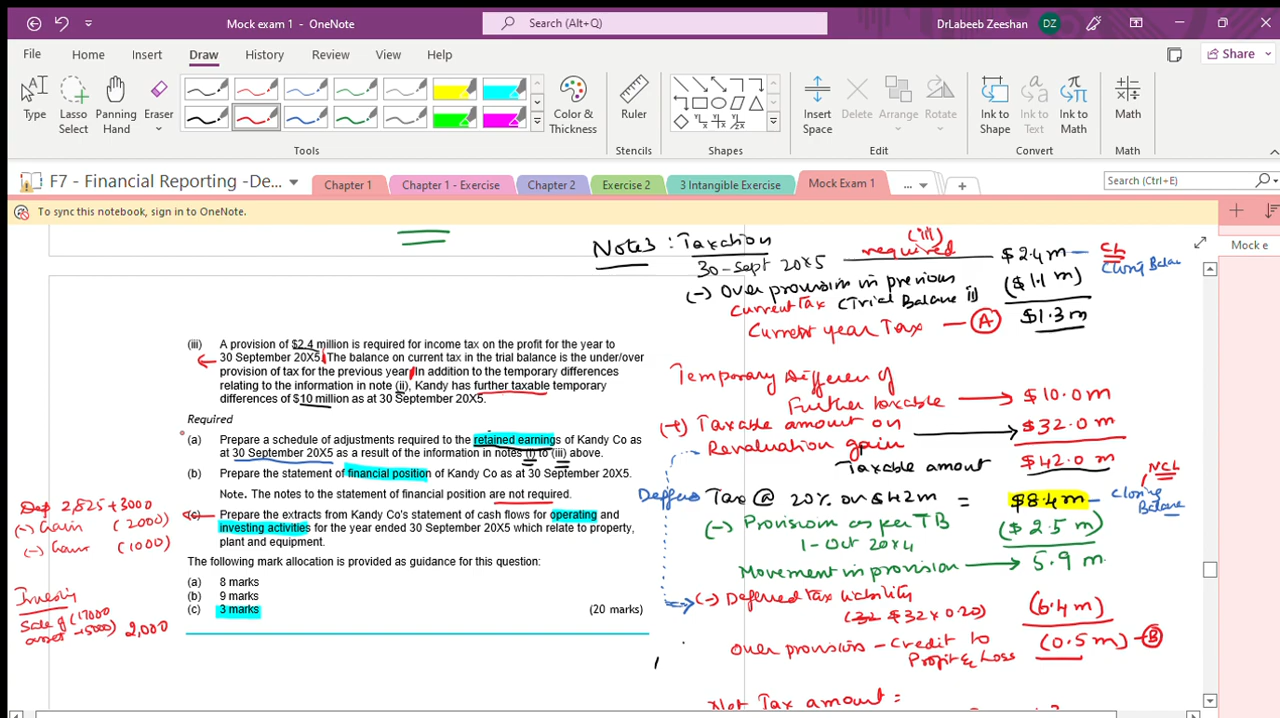 Mock exam 1 - OneNote
Search (Alt+Q)
DrLabeeb Zeeshan
DZ
File Home Insert Draw History Review View Help
Share
Type
Lasso Select
Panning Hand
Eraser
Color & Thickness
Ruler
Insert Space
Delete
Arrange
Rotate
Ink to Shape
Ink to Text
Ink to Math
Math
Tools
Stencils
Shapes
Edit
Convert
Math
F7 - Financial Reporting -De...
Chapter 1
Chapter 1 - Exercise
Chapter 2
Exercise 2
3 Intangible Exercise
Mock Exam 1
...
Search (Ctrl+E)
To sync this notebook, sign in to OneNote.
Mock e
(iii) A provision of $2.4 million is required for income tax on the profit for the year to
30 September 20X5. The balance on current tax in the trial balance is the under/over
provision of tax for the previous year. In addition to the temporary differences
relating to the information in note (ii), Kandy has further taxable temporary
differences of $10 million as at 30 September 20X5.
Required
(a) Prepare a schedule of adjustments required to the retained earnings of Kandy Co as
at 30 September 20X5 as a result of the information in notes (i) to (iii) above.
(b) Prepare the statement of financial position of Kandy Co as at 30 September 20X5.
Note. The notes to the statement of financial position are not required.
(c) Prepare the extracts from Kandy Co's statement of cash flows for operating and
investing activities for the year ended 30 September 20X5 which relate to property,
plant and equipment.
The following mark allocation is provided as guidance for this question:
(a) 8 marks
(b) 9 marks
(c) 3 marks
(20 marks)
Dep 2,825 + 3000
(-) Gain (2000)
(-) Gain (1000)
Sale of (17000
asset -15000) 2,000
Note 3 : Taxation
(iii)
30-Sept 20X5 required $2.4m CL
Closing Balan
(-) Over provision in previous ($1.1m)
Current Tax (Trial Balance ii)
Current year Tax — (A) $1.3m
Further taxable $10.0m
(+) Taxable amount on $32.0m
Revaluation gain
Taxable amount $42.0m
NCL
Tax @ 20% on $42m = $8.4m
Closing
Balance
(-) Provision as per TB ($2.5m)
1-Oct 20X4
Movement in provision 5.9m
(-) Deferred tax liability (6.4m)
($32 x 0.20)
Over provision - Credit to (0.5m) - (B)
Profit & Loss
Net Tax amount =